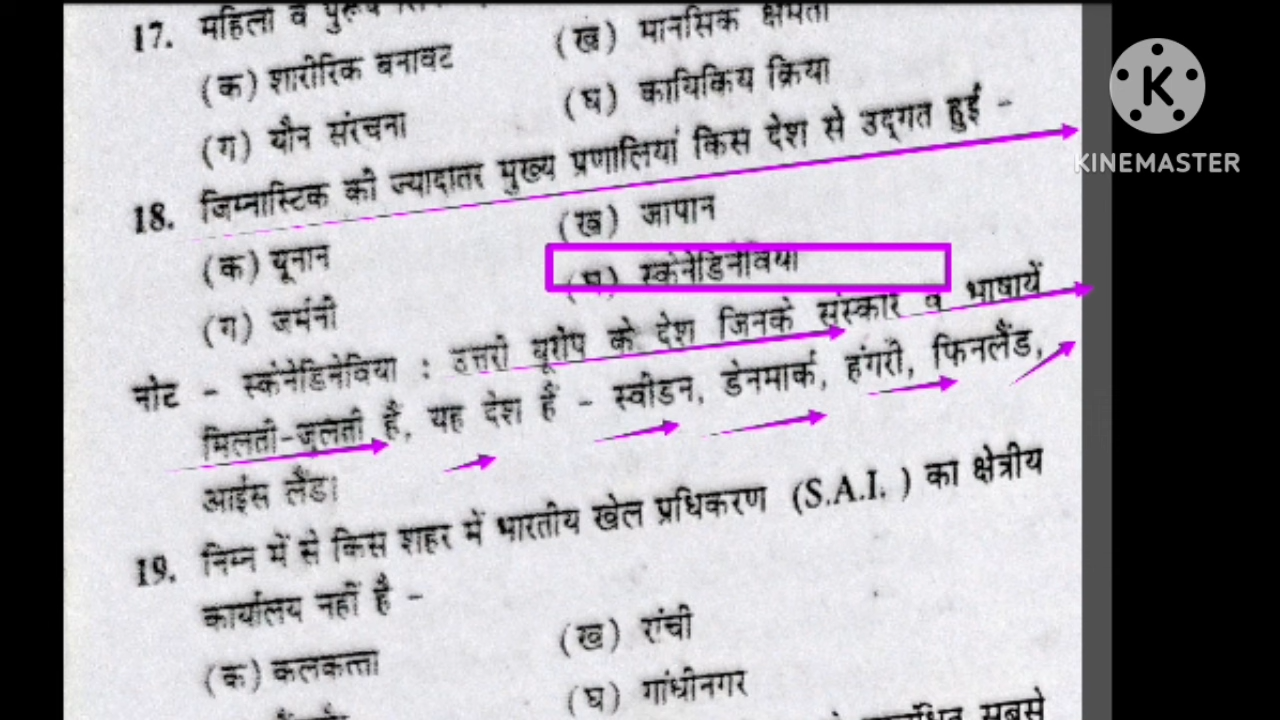 17. महिला व पुरुष
(क) शारीरिक बनावट (ख) मानसिक क्षमता
(ग) यौन संरचना (घ) कायिकिय क्रिया
18. जिम्नास्टिक की ज्यादातर मुख्य प्रणालियां किस देश से उद्गत हुई -
(क) यूनान (ख) जापान
(ग) जर्मनी (घ) स्केनेडिनेविया
नोट - स्केनेडिनेविया : उत्तरी यूरोप के देश जिनके संस्कार व भाषायें
मिलती-जुलती है, यह देश हैं - स्वीडन, डेनमार्क, हंगरी, फिनलैंड,
आईस लैंड।
19. निम्न में से किस शहर में भारतीय खेल प्रधिकरण (S.A.I. ) का क्षेत्रीय
कार्यालय नहीं है -
(क) कलकत्ता (ख) रांची
(घ) गांधीनगर
सबसे
K
KINEMASTER